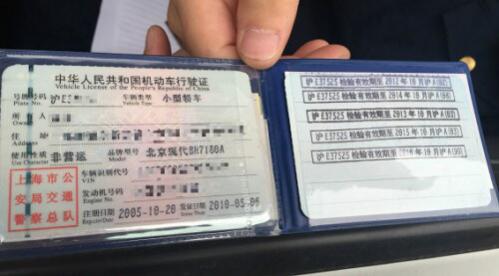 中华人民共和国机动车行驶证
Vehicle License of the People's Republic of China
号牌号码 沪E 车辆类型 小型轿车
Plate No. Vehicle Type
所有人
Owner
住址
Address
使用性质 非营运 品牌型号 北京现代BH7180A
Use Character Model
上海市公
安局交通
警察总队
车辆识别代号
VIN
发动机号码
Engine No.
注册日期 2005-10-20 发证日期 2010-05-06
Register Date Issue Date
沪E37525 检验有效期至2012年10月沪A
沪E37525 检验有效期至2014年10月沪A
沪E37525 检验有效期至2013年10月沪A
沪E37525 检验有效期至2015年10月沪A
沪E37525 检验有效期至 年10月沪A